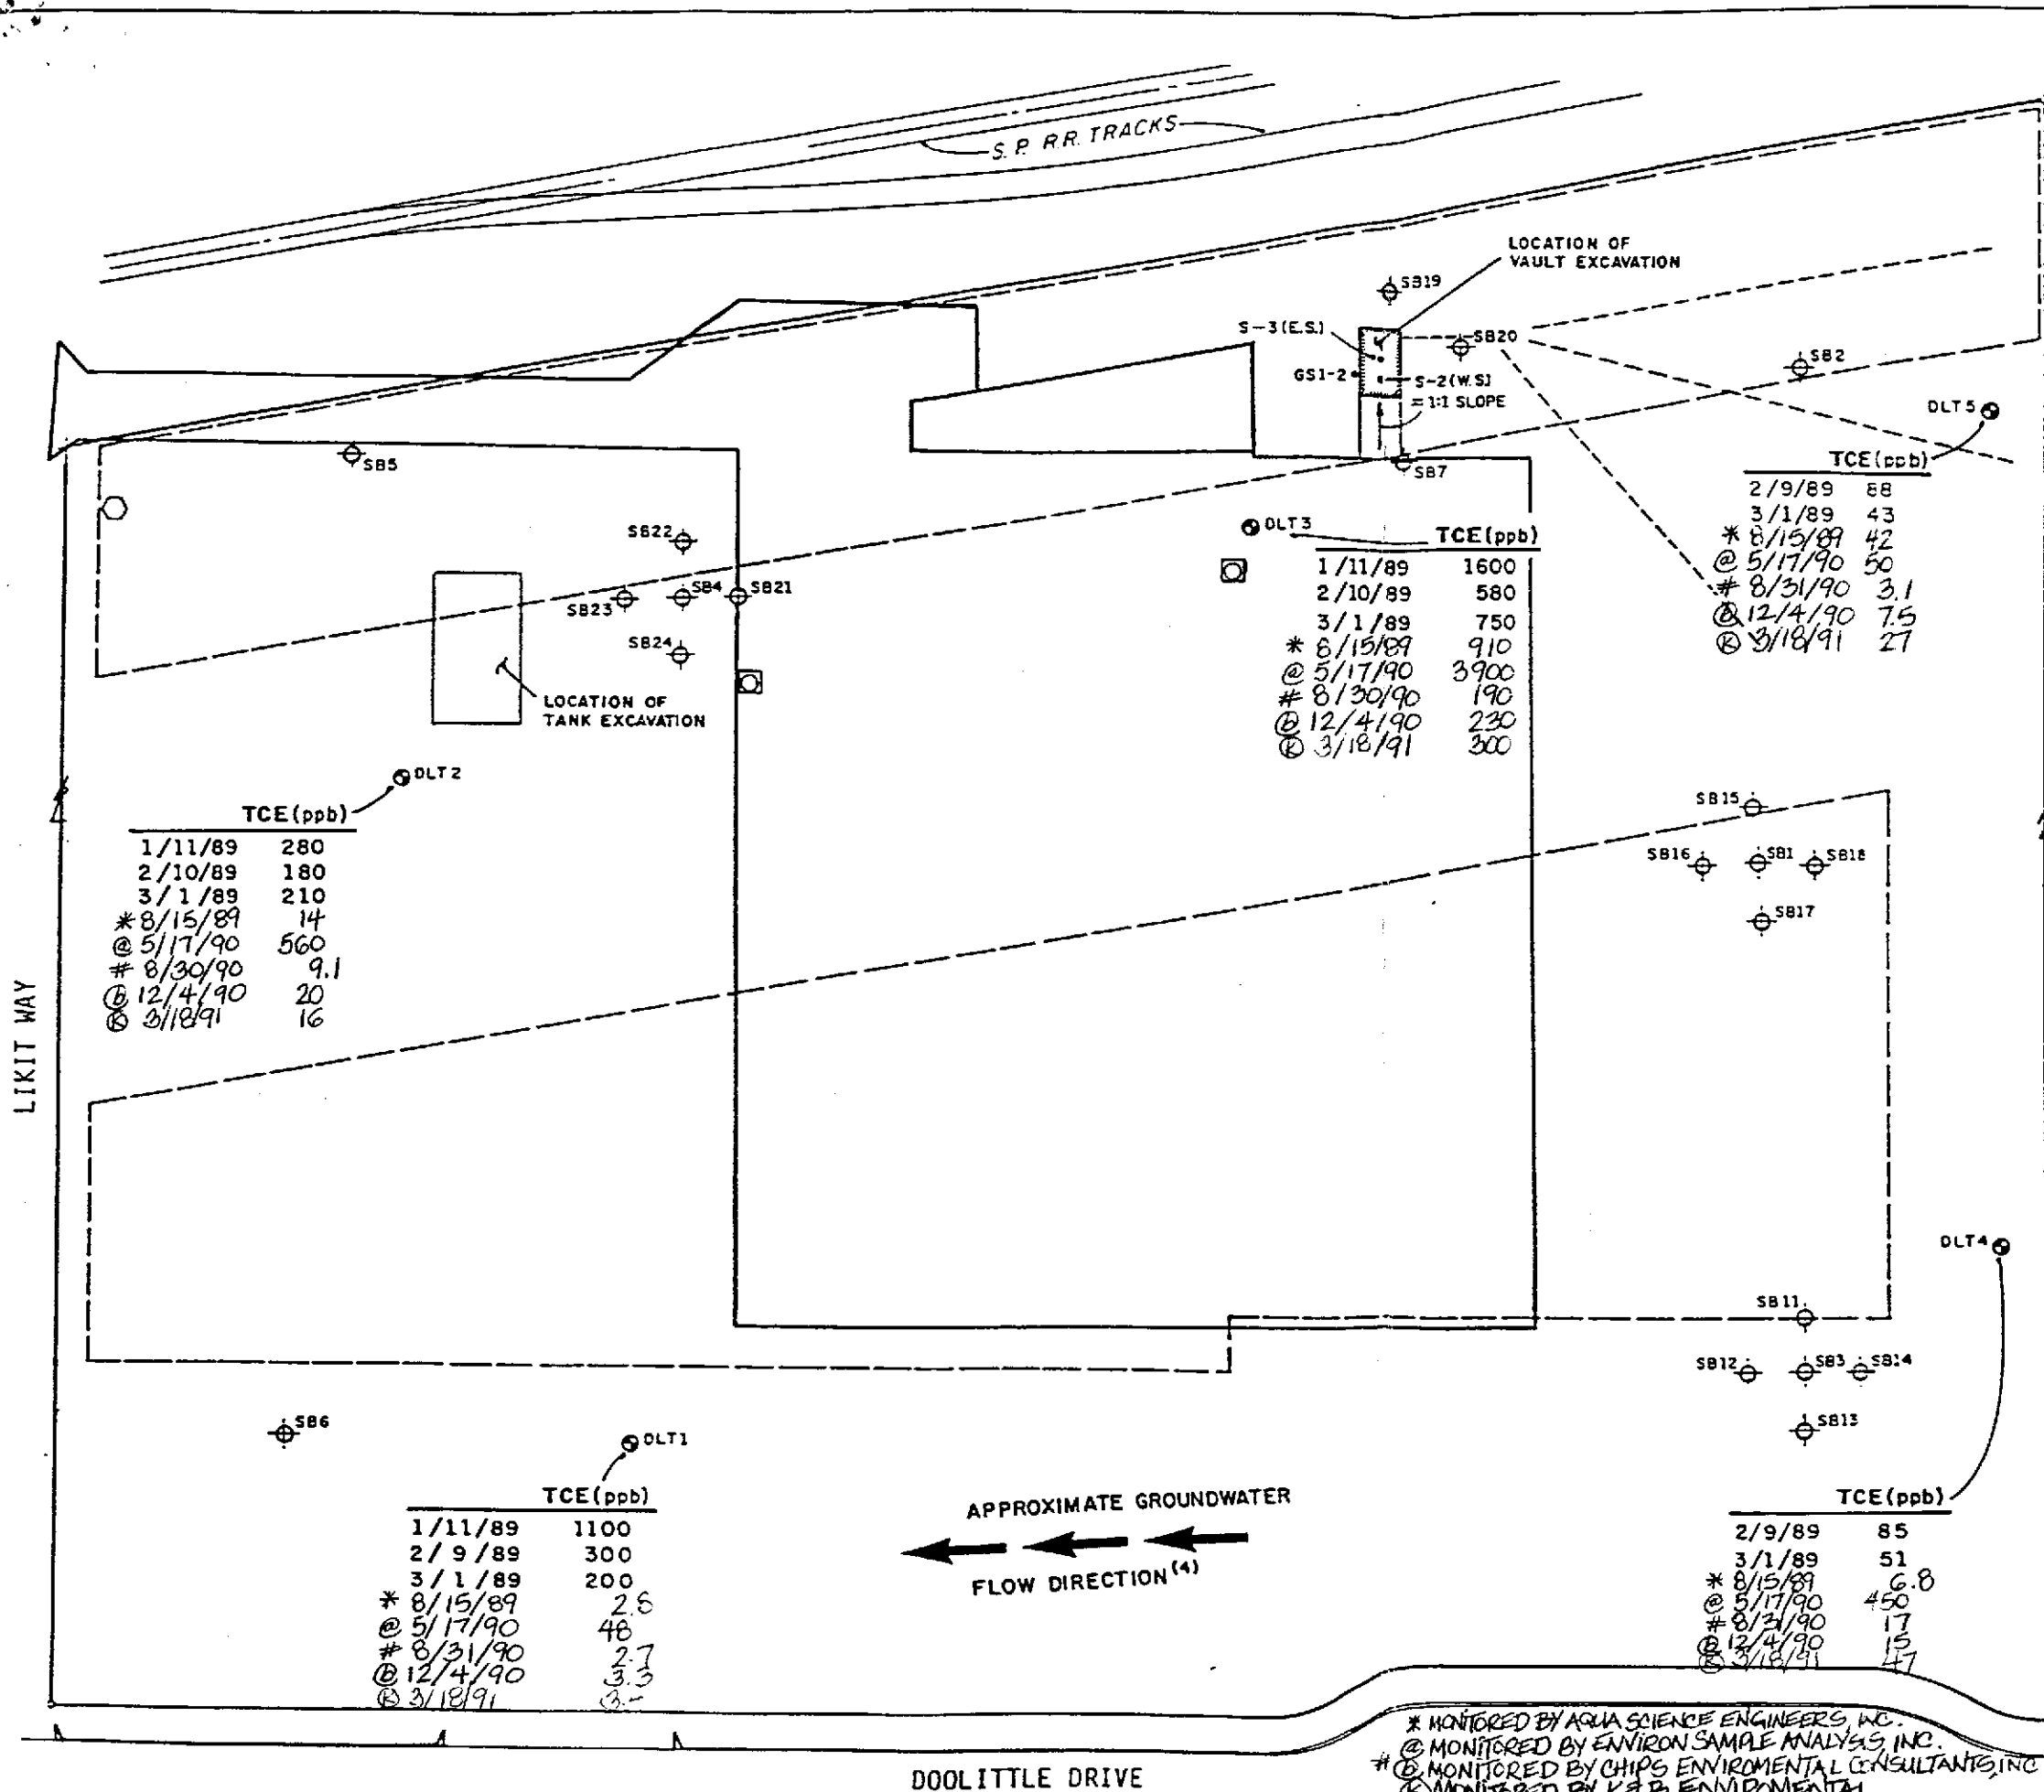 S.P. R.R. TRACKS
LOCATION OF
VAULT EXCAVATION
SB19
S-3(E.S.)
SB20
GS1-2
S-2(W.S)
= 1:1 SLOPE
SB2
DLT5
SB5
SB7
TCE(ppb)
2/9/89 88
3/1/89 43
* 8/15/89 42
@ 5/17/90 50
# 8/31/90 3.1
ⓑ 12/4/90 7.5
Ⓚ 3/18/91 27
SB22
SB23
SB4
SB21
SB24
LOCATION OF
TANK EXCAVATION
DLT3
TCE(ppb)
1/11/89 1600
2/10/89 580
3/1/89 750
* 8/15/89 910
@ 5/17/90 3900
# 8/30/90 190
ⓑ 12/4/90 230
Ⓚ 3/18/91 300
DLT2
TCE(ppb)
1/11/89 280
2/10/89 180
3/1/89 210
* 8/15/89 14
@ 5/17/90 560
# 8/30/90 9.1
ⓑ 12/4/90 20
Ⓚ 3/18/91 16
SB15
SB16
SB1
SB18
SB17
LIKIT WAY
DLT4
SB11
SB12
SB3
SB14
SB13
SB6
DLT1
TCE(ppb)
1/11/89 1100
2/9/89 300
3/1/89 200
* 8/15/89 2.8
@ 5/17/90 48
# 8/31/90 2.7
ⓑ 12/4/90 3.3
Ⓚ 3/18/91
APPROXIMATE GROUNDWATER
FLOW DIRECTION(4)
TCE(ppb)
2/9/89 85
3/1/89 51
* 8/15/89 6.8
@ 5/17/90 450
# 8/31/90 17
ⓑ 12/4/90 15
Ⓚ 3/18/91 47
* MONITORED BY AQUA SCIENCE ENGINEERS, INC.
@ MONITORED BY ENVIRON SAMPLE ANALYSIS, INC.
# ⓑ MONITORED BY CHIPS ENVIROMENTAL CONSULTANTS, INC
Ⓚ MONITORED BY K&B ENVIROMENTAL
DOOLITTLE DRIVE